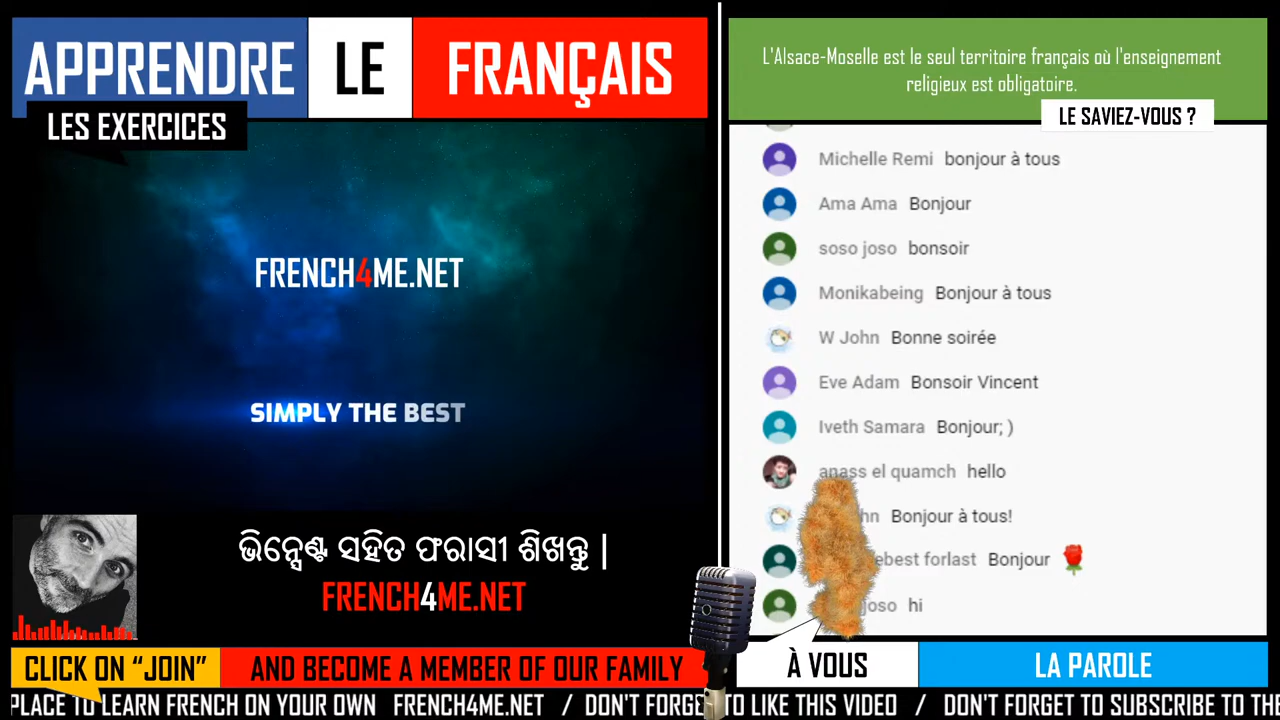 APPRENDRE LE FRANÇAIS
LES EXERCICES
FRENCH4ME.NET
SIMPLY THE BEST
ଭିନ୍ସେଣ୍ଟ ସହିତ ଫରାସୀ ଶିଖନ୍ତୁ |
FRENCH4ME.NET
CLICK ON “JOIN” AND BECOME A MEMBER OF OUR FAMILY
L'Alsace-Moselle est le seul territoire français où l'enseignement
religieux est obligatoire.
LE SAVIEZ-VOUS ?
Michelle Remi bonjour à tous
Ama Ama Bonjour
soso joso bonsoir
Monikabeing Bonjour à tous
W John Bonne soirée
Eve Adam Bonsoir Vincent
Iveth Samara Bonjour; )
anass el quamch hello
Bonjour à tous!
forlast Bonjour 🌹
joso hi
À VOUS LA PAROLE
PLACE TO LEARN FRENCH ON YOUR OWN FRENCH4ME.NET / DON'T FORGET TO LIKE THIS VIDEO / DON'T FORGET TO SUBSCRIBE TO THE